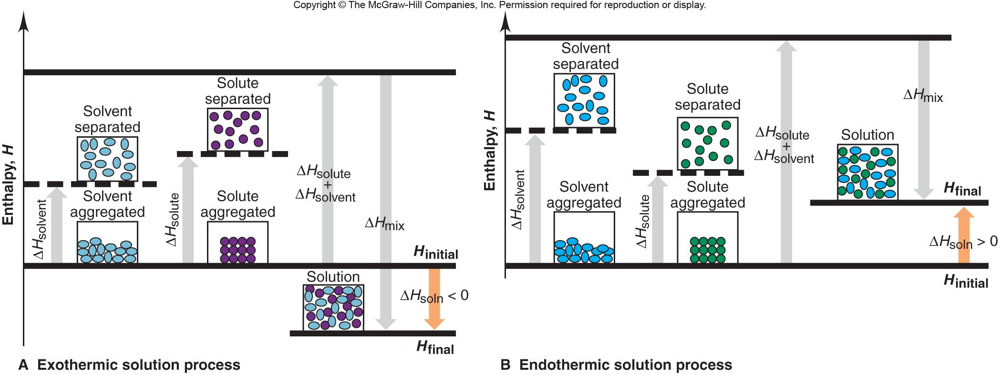 Copyright © The McGraw-Hill Companies, Inc. Permission required for reproduction or display.
Enthalpy, H
Solvent
separated
Solute
separated
ΔHsolvent
Solvent
aggregated
ΔHsolute
Solute
aggregated
ΔHsolute
+
ΔHsolvent
ΔHmix
Hinitial
Solution
ΔHsoln < 0
Hfinal
A Exothermic solution process
Enthalpy, H
Solvent
separated
Solute
separated
ΔHsolvent
Solvent
aggregated
ΔHsolute
Solute
aggregated
ΔHsolute
+
ΔHsolvent
ΔHmix
Solution
Hfinal
ΔHsoln > 0
Hinitial
B Endothermic solution process